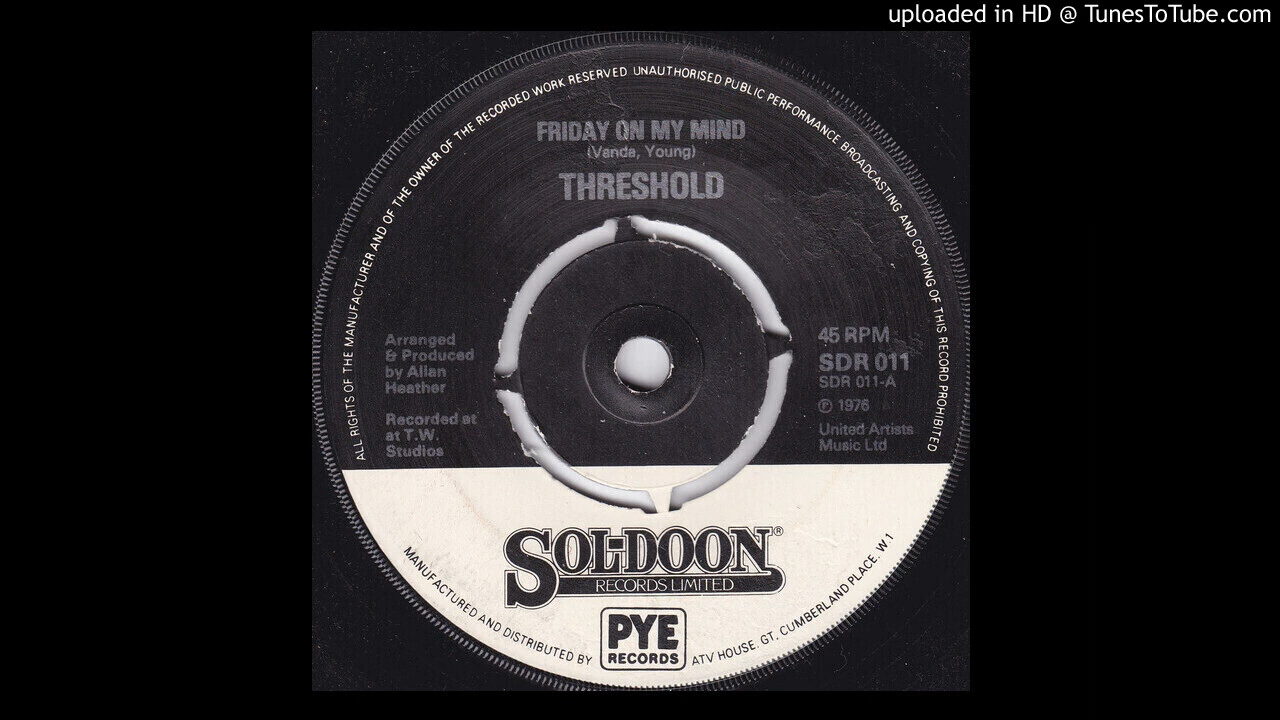 uploaded in HD @ TunesToTube.com
ALL RIGHTS OF THE MANUFACTURER AND OF THE OWNER OF THE RECORDED WORK RESERVED UNAUTHORISED PUBLIC PERFORMANCE BROADCASTING AND COPYING OF THIS RECORD PROHIBITED
FRIDAY ON MY MIND
(Vanda, Young)
THRESHOLD
Arranged
& Produced
by Allan
Heather
Recorded at
at T.W.
Studios
45 RPM
SDR 011
SDR 011-A
℗ 1976
United Artists
Music Ltd
SOL-DOON®
RECORDS LIMITED
MANUFACTURED AND DISTRIBUTED BY
PYE
RECORDS
ATV HOUSE. GT. CUMBERLAND PLACE. W1